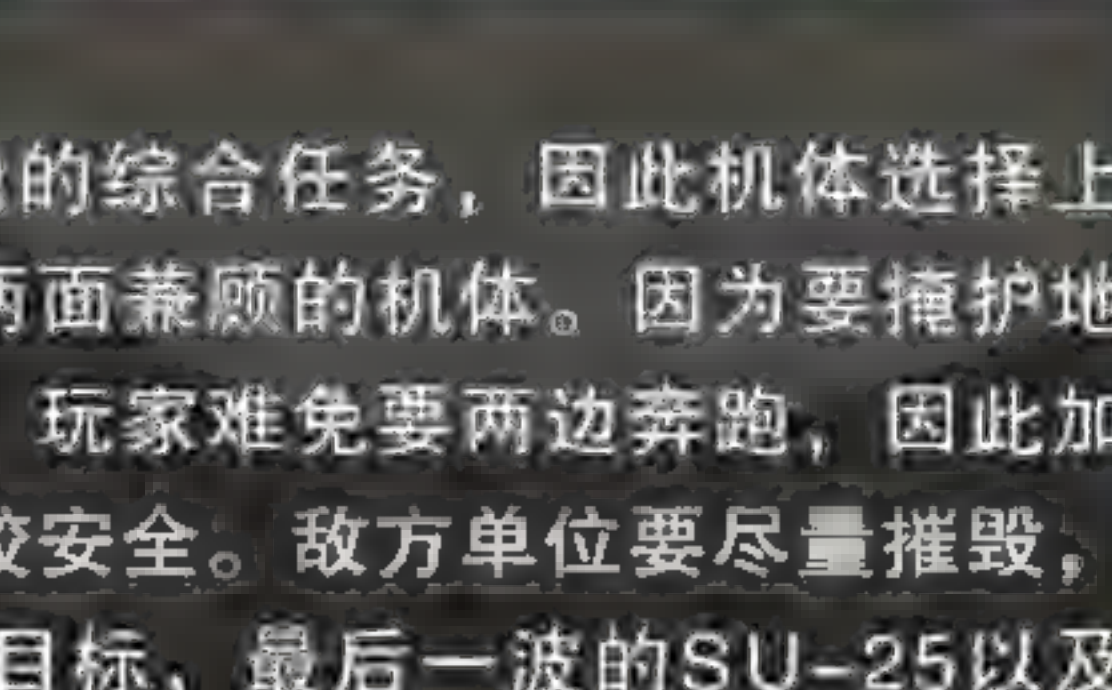 的综合任务，因此机体选择上
两面兼顾的机体。因为要掩护地
玩家难免要两边奔跑，因此加
较安全。敌方单位要尽量摧毁，
目标，最后一波的SU-25以及